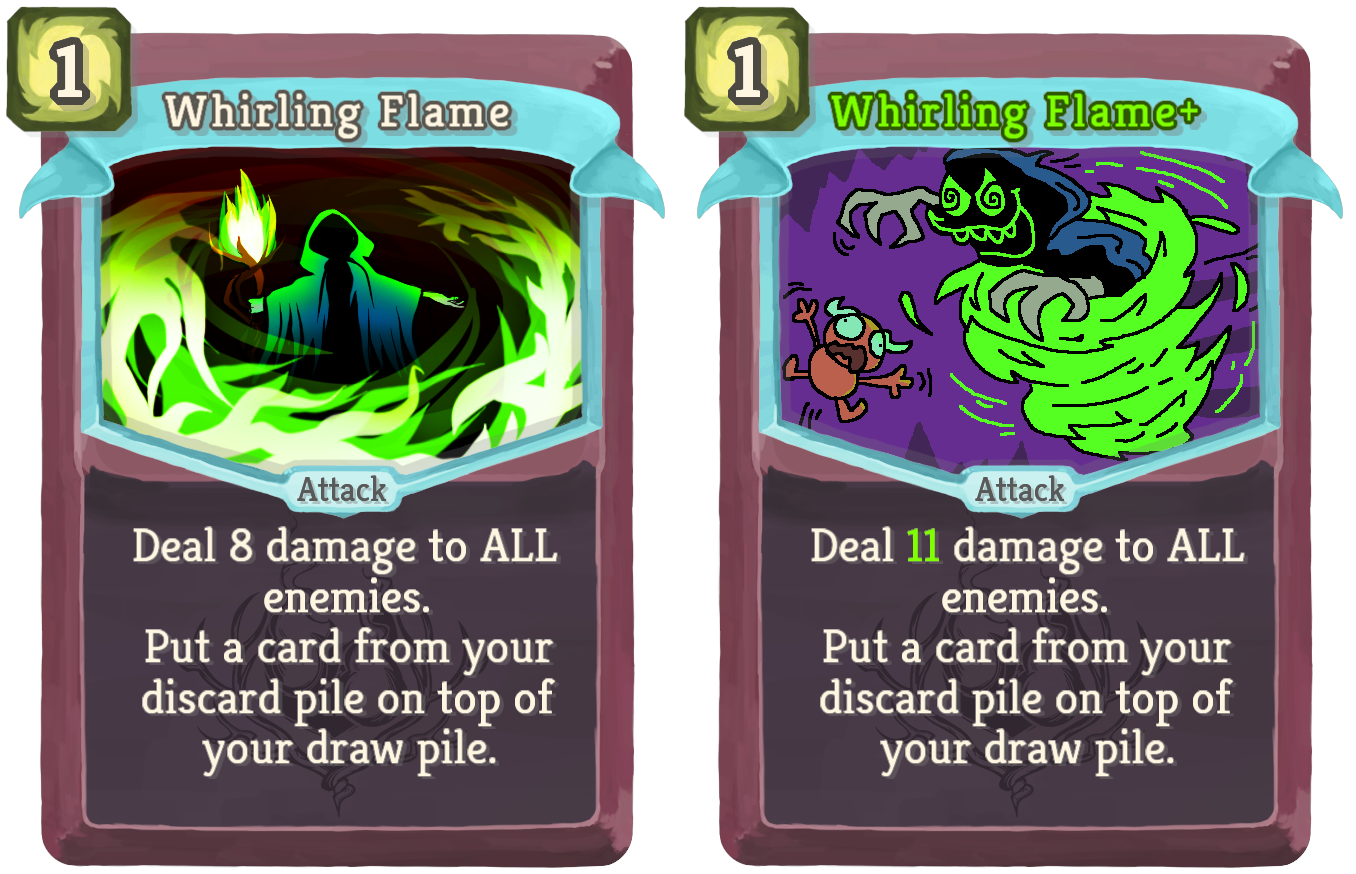 1
Whirling Flame
Attack
Deal 8 damage to ALL
enemies.
Put a card from your
discard pile on top of
your draw pile.
1
Whirling Flame+
Attack
Deal 11 damage to ALL
enemies.
Put a card from your
discard pile on top of
your draw pile.